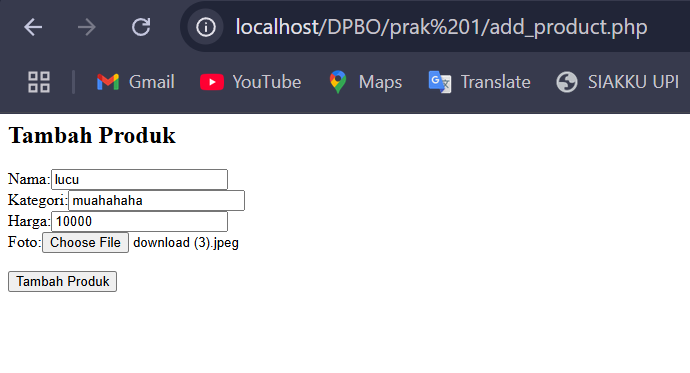 localhost/DPBO/prak%201/add_product.php
Gmail YouTube Maps Translate SIAKKU UPI
Tambah Produk
Nama: lucu
Kategori: muahahaha
Harga: 10000
Foto: Choose File download (3).jpeg
Tambah Produk